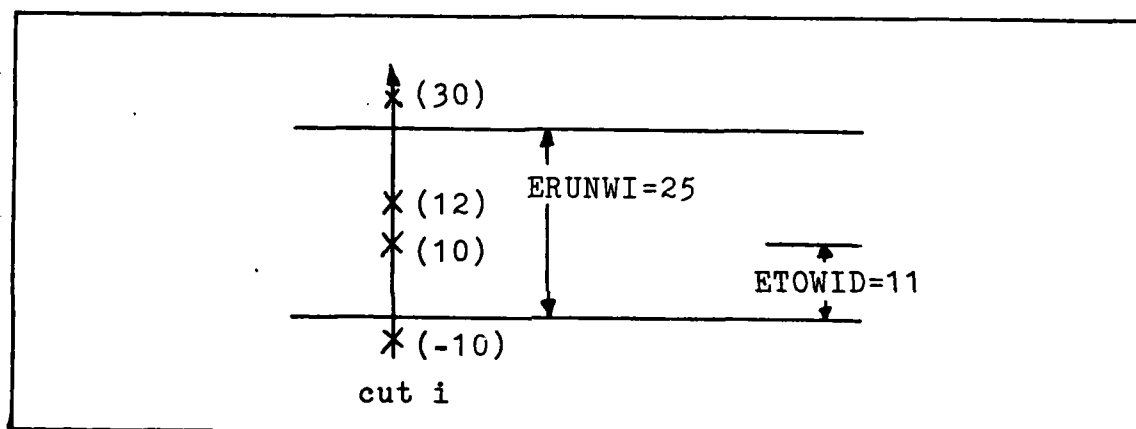 (30)
ERUNWI=25
(12)
(10)
ETOWID=11
(-10)
cut i